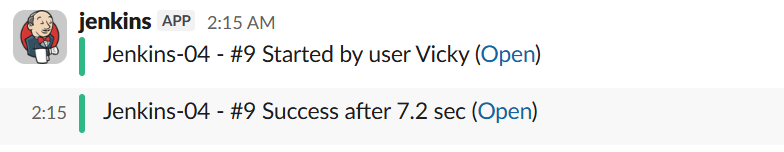 jenkins APP 2:15 AM
Jenkins-04 - #9 Started by user Vicky (Open)
2:15 Jenkins-04 - #9 Success after 7.2 sec (Open)